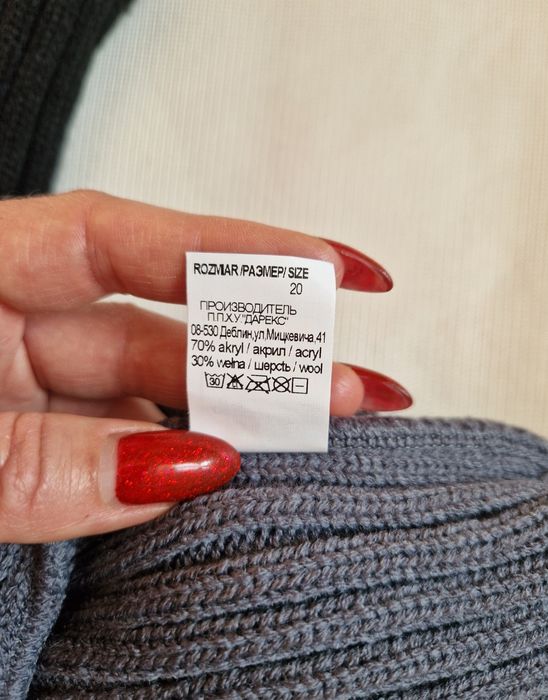 ROZMIAR /РАЗМЕР/ SIZE
20
ПРОИЗВОДИТЕЛЬ
П.П.Х.У "ДАРЕКС"
08-530 Деблин,ул.Мицкевича,41
70% akryl / акрил / acryl
30% wełna / шерсть / wool
30